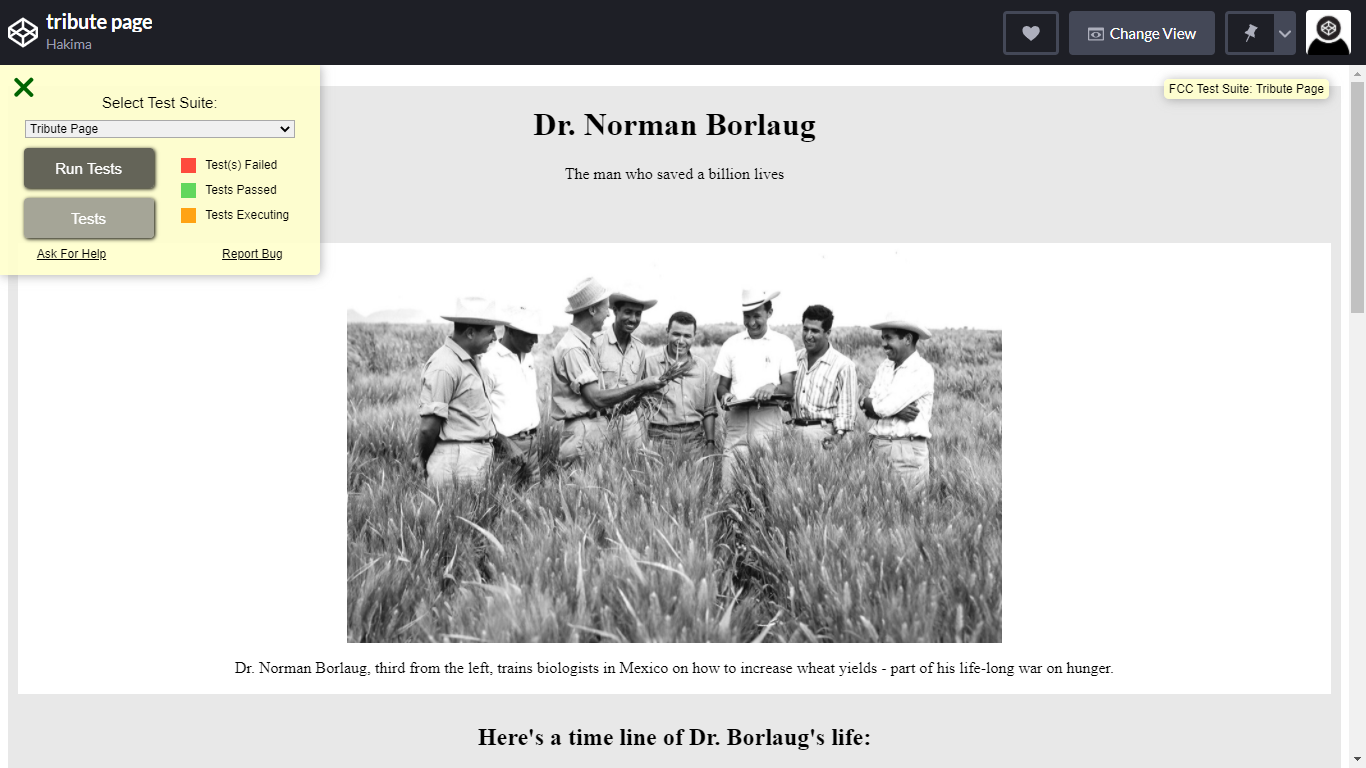 tribute page
Hakima
Change View
Select Test Suite:
FCC Test Suite: Tribute Page
Tribute Page
Run Tests
Test(s) Failed
Tests Passed
Tests
Tests Executing
Ask For Help
Report Bug
Dr. Norman Borlaug
The man who saved a billion lives
Dr. Norman Borlaug, third from the left, trains biologists in Mexico on how to increase wheat yields - part of his life-long war on hunger.
Here's a time line of Dr. Borlaug's life: